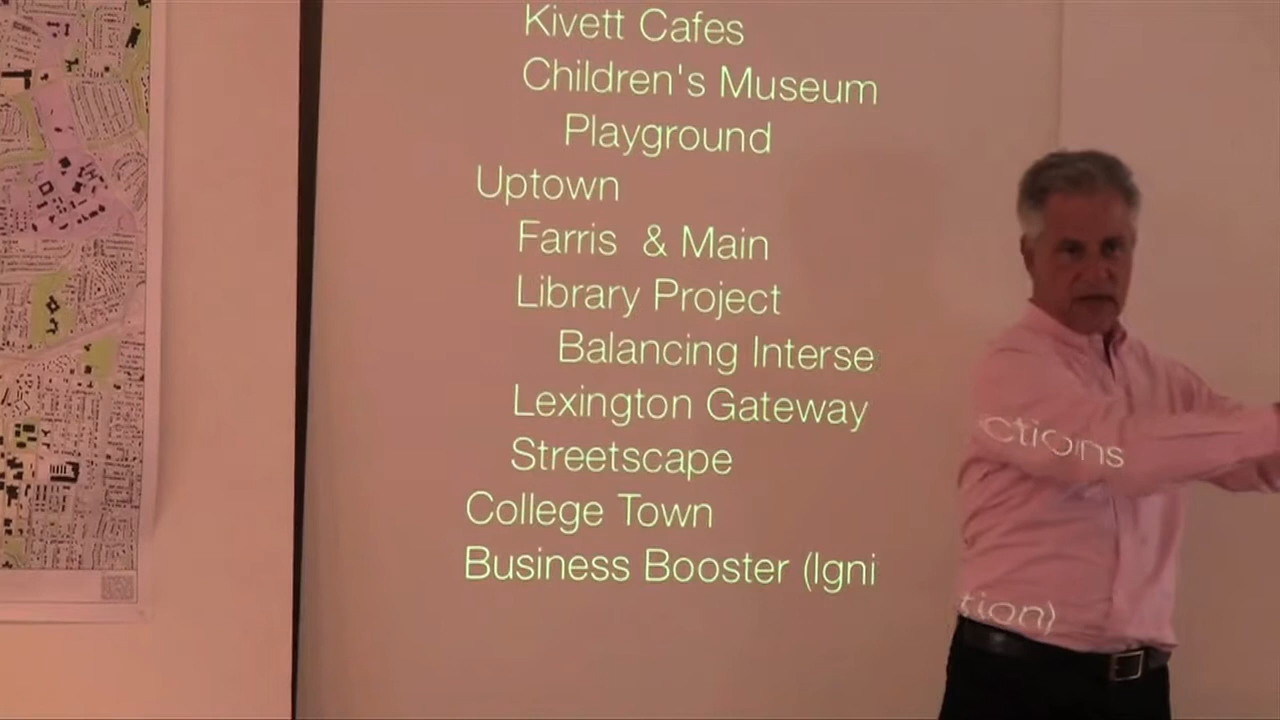 Kivett Cafes
Children's Museum
Playground
Uptown
Farris & Main
Library Project
Balancing Interse ctions
Lexington Gateway
Streetscape
College Town
Business Booster (Igni tion)